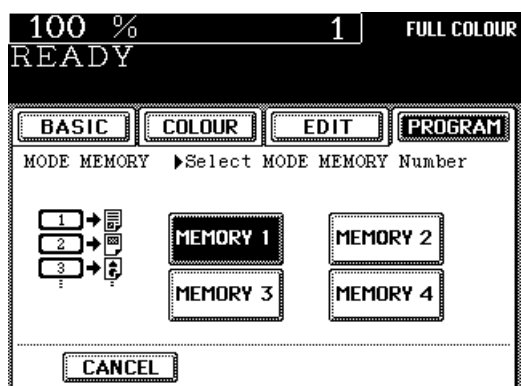 100 % 1 FULL COLOUR
READY
BASIC COLOUR EDIT PROGRAM
MODE MEMORY ▶Select MODE MEMORY Number
1
2
3
MEMORY 1 MEMORY 2
MEMORY 3 MEMORY 4
CANCEL